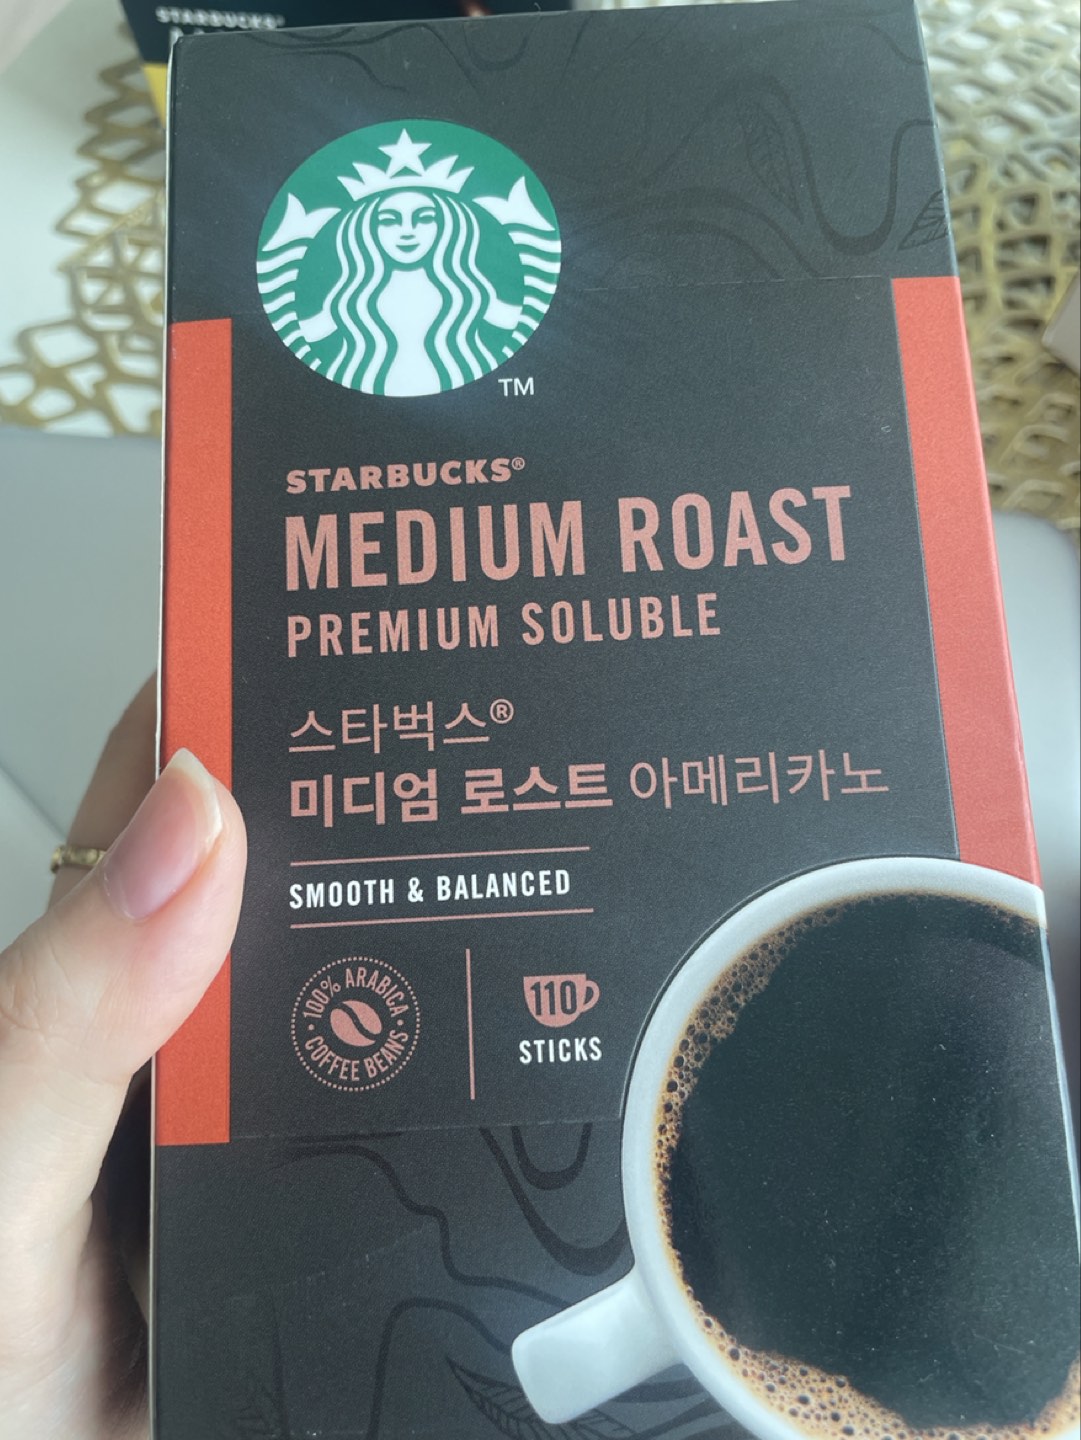 STARBUCKS®
TM
STARBUCKS®
MEDIUM ROAST
PREMIUM SOLUBLE
스타벅스®
미디엄 로스트 아메리카노
SMOOTH & BALANCED
100% ARABICA
COFFEE BEANS
110
STICKS